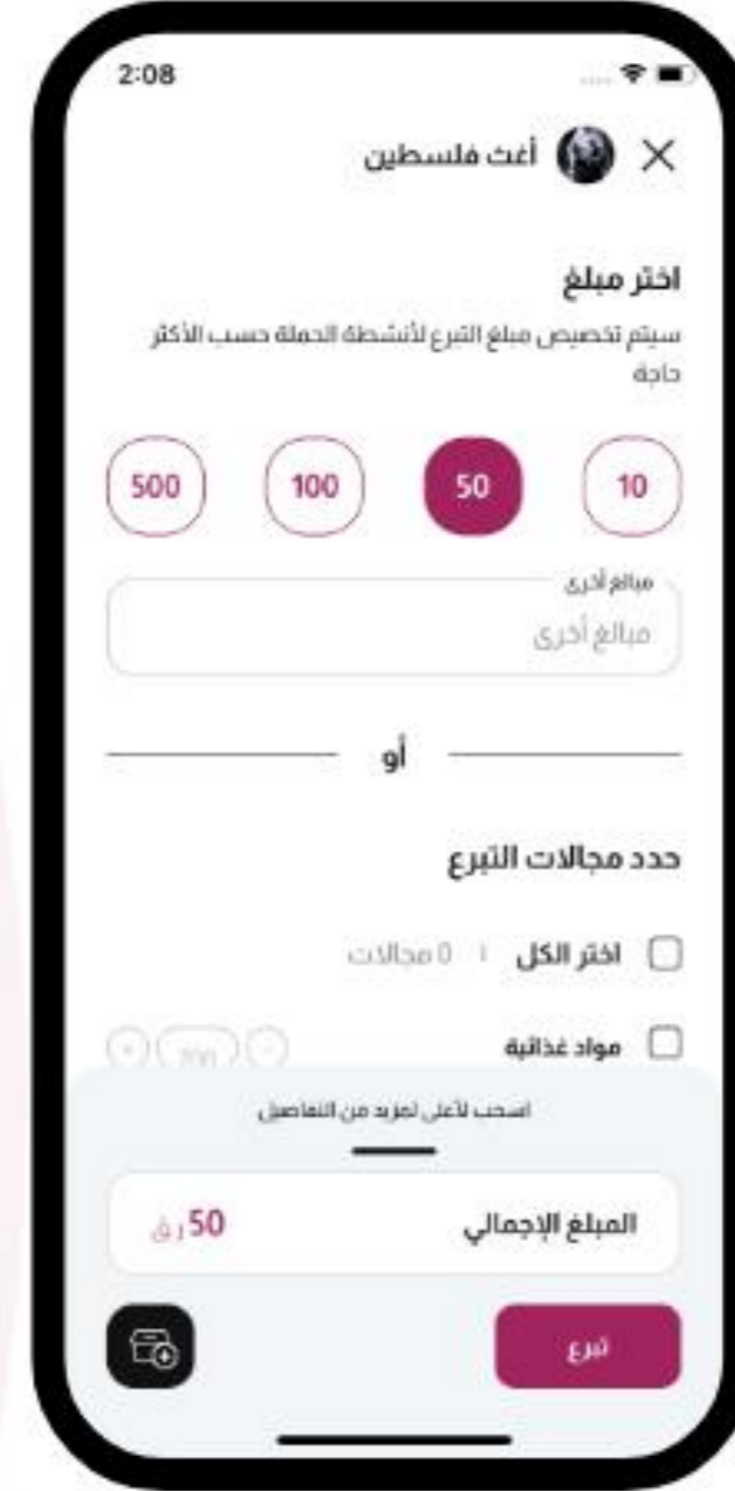 2:08
أغث فلسطين
اختر مبلغ
سيتم تخصيص مبلغ التبرع لأنشطة الحملة حسب الأكثر
حاجة
10 50 100 500
مبالغ أخرى
مبالغ أخرى
أو
حدد مجالات التبرع
اختر الكل | 0 مجالات
مواد غذائية
اسحب لأعلى لمزيد من التفاصيل
المبلغ الإجمالي 50 ر.ق
تبرع